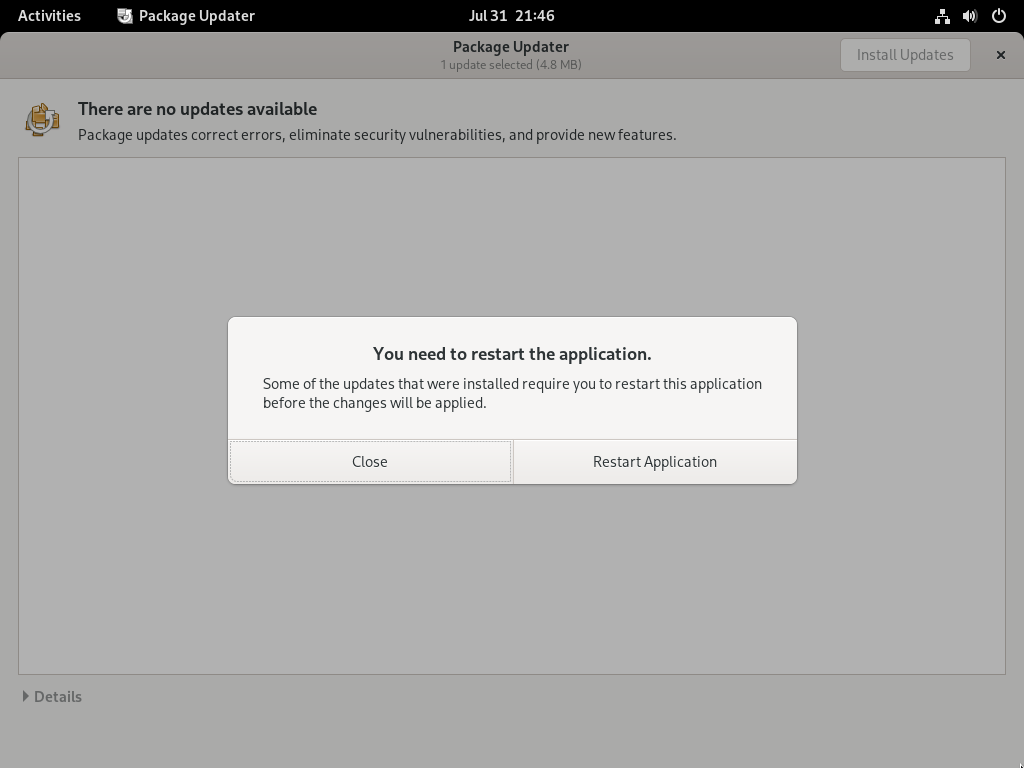 Activities
Package Updater
Jul 31 21:46
Package Updater
1 update selected (4.8 MB)
Install Updates
There are no updates available
Package updates correct errors, eliminate security vulnerabilities, and provide new features.
You need to restart the application.
Some of the updates that were installed require you to restart this application
before the changes will be applied.
Close
Restart Application
Details